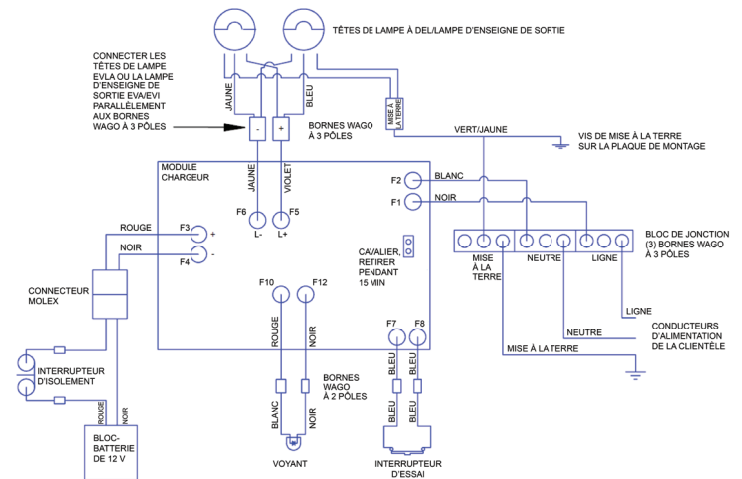 TÊTES DE LAMPE À DEL/LAMPE D'ENSEIGNE DE SOFTIE
CONNECTER LES
TÊTES DE LAMPE
EVLA OU LA LAMPE
D'ENSEIGNE DE
SORTIE EVA/EVI
PARALLÈLEMENT
AUX BORNES
WAGO À 3 PÔLES
JAUNE
BLEU
-
+
BORNES WAGO
À 3 PÔLES
MISE À
LA TERRE
VERT/JAUNE
VIS DE MISE À LA TERRE
SUR LA PLAQUE DE MONTAGE
MODULE
CHARGEUR
JAUNE
VIOLET
F6
F5
L-
L+
F2
BLANC
F1
NOIR
ROUGE
F3
+
NOIR
F4
-
CAVALIER,
RETIRER
PENDANT
15 MIN
BLOC DE JONCTION
(3) BORNES WAGO
À 3 PÔLES
MISE
À LA
TERRE
NEUTRE
LIGNE
CONNECTEUR
MOLEX
F10
F12
ROUGE
NOIR
F7
F8
BLEU
BLEU
LIGNE
NEUTRE
CONDUCTEURS
D'ALIMENTATION
DE LA CLIENTÈLE
MISE À LA TERRE
INTERRUPTEUR
D'ISOLEMENT
BORNES
WAGO
À 2 PÔLES
BLANC
NOIR
BLEU
BLEU
ROUGE
NOIR
BLOC-
BATTERIE
DE 12 V
VOYANT
INTERRUPTEUR
D'ESSAI